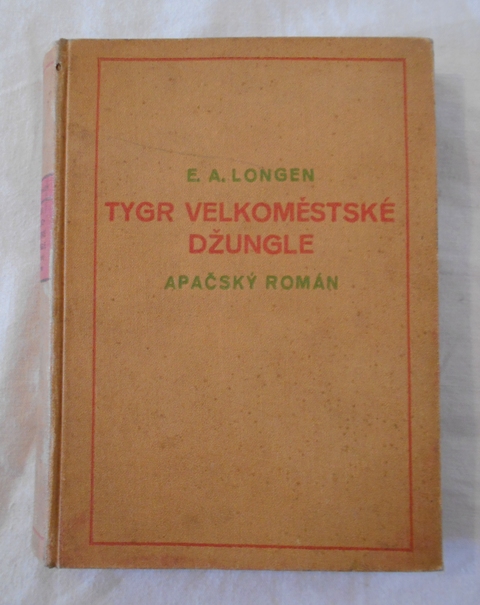 E. A. LONGEN
TYGR VELKOMĚSTSKÉ
DŽUNGLE
APAČSKÝ ROMÁN